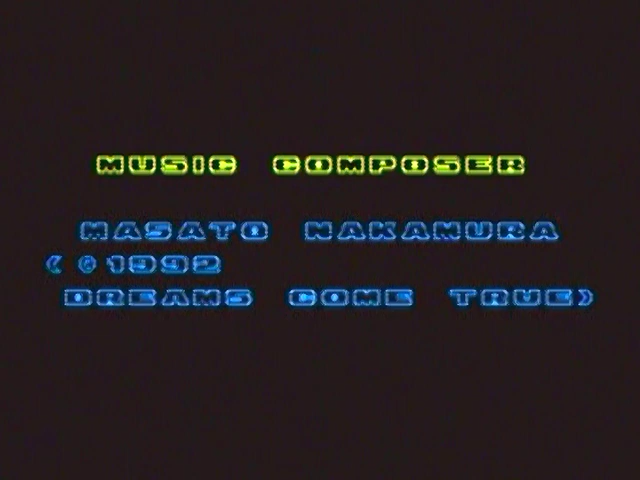 MUSIC COMPOSER
MASATO NAKAMURA
( ©1992
DREAMS COME TRUE)